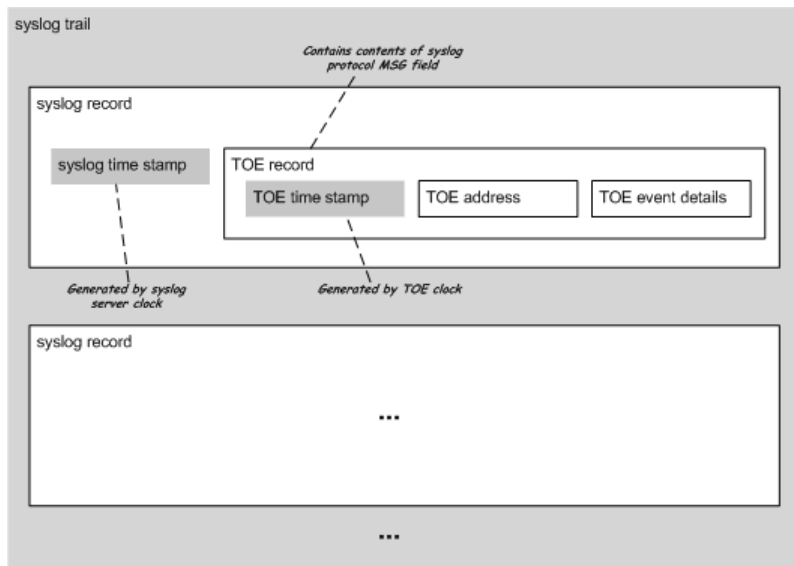 syslog trail
Contains contents of syslog
protocol MSG field
syslog record
syslog time stamp
TOE record
TOE time stamp
TOE address
TOE event details
Generated by syslog
server clock
Generated by TOE clock
syslog record
...
...